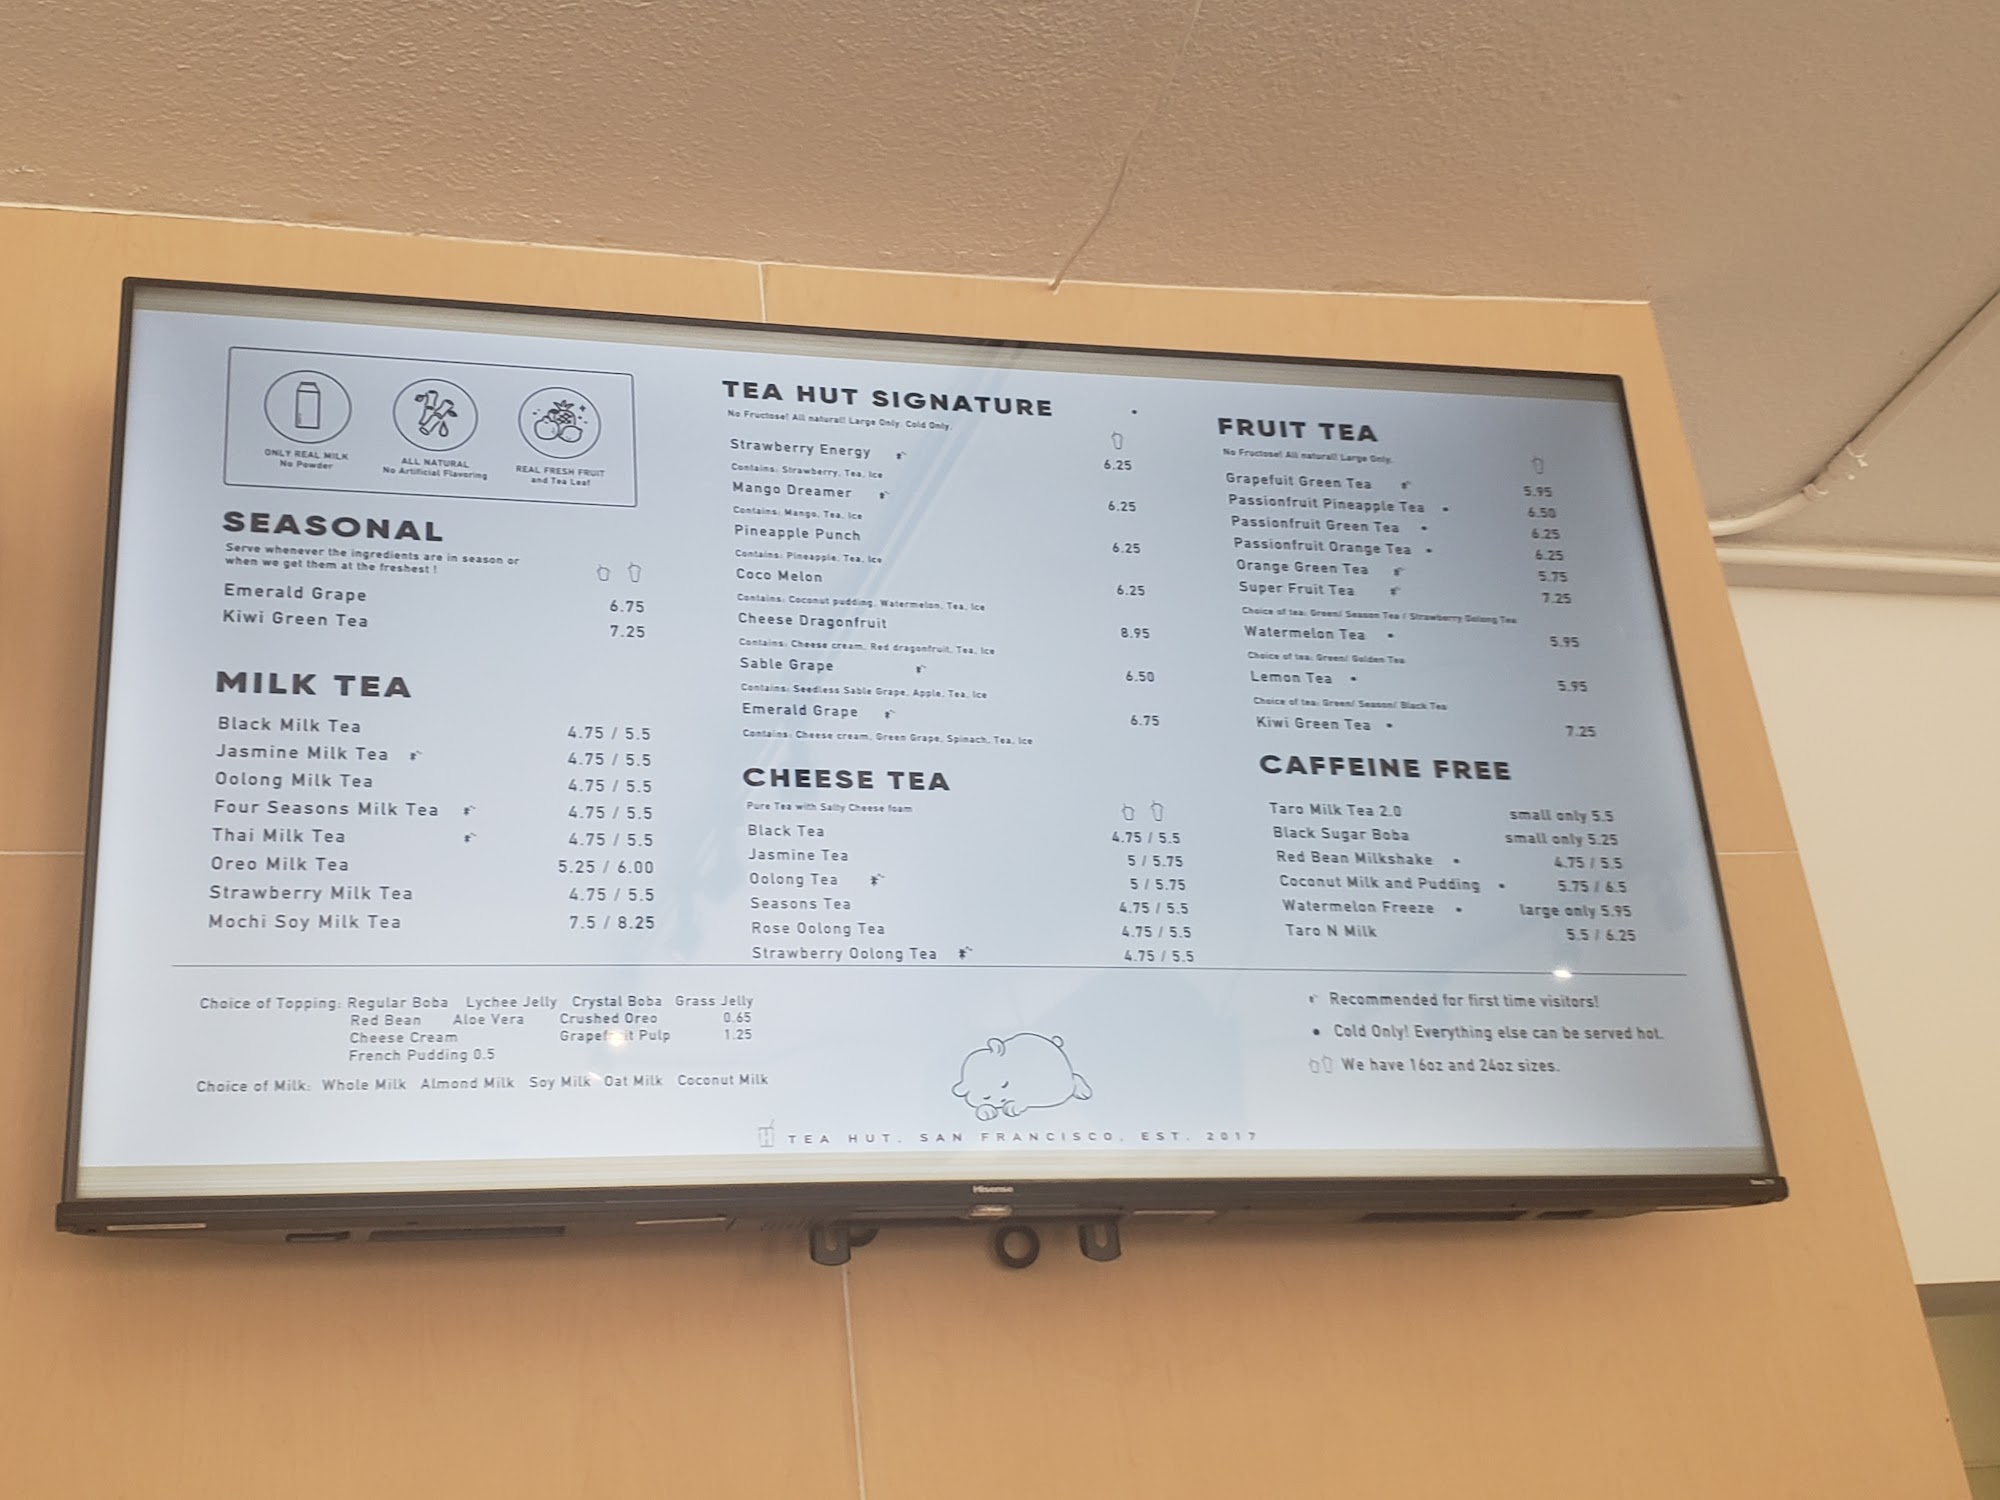 ONLY REAL MILK
No Powder
ALL NATURAL
No Artificial Flavoring
REAL FRESH FRUIT
and Tea Leaf
SEASONAL
Serve whenever the ingredients are in season or
when we get them at the freshest !
Emerald Grape 6.75
Kiwi Green Tea 7.25
MILK TEA
Black Milk Tea 4.75 / 5.5
Jasmine Milk Tea 4.75 / 5.5
Oolong Milk Tea 4.75 / 5.5
Four Seasons Milk Tea 4.75 / 5.5
Thai Milk Tea 4.75 / 5.5
Oreo Milk Tea 5.25 / 6.00
Strawberry Milk Tea 4.75 / 5.5
Mochi Soy Milk Tea 7.5 / 8.25
TEA HUT SIGNATURE •
No Fructose! All natural! Large Only. Cold Only.
Strawberry Energy 6.25
Contains: Strawberry, Tea, Ice
Mango Dreamer 6.25
Contains: Mango, Tea, Ice
Pineapple Punch 6.25
Contains: Pineapple, Tea, Ice
Coco Melon 6.25
Contains: Coconut pudding, Watermelon, Tea, Ice
Cheese Dragonfruit 8.95
Contains: Cheese cream, Red dragonfruit, Tea, Ice
Sable Grape 6.50
Contains: Seedless Sable Grape, Apple, Tea, Ice
Emerald Grape 6.75
Contains: Cheese cream, Green Grape, Spinach, Tea, Ice
CHEESE TEA
Pure Tea with Salty Cheese foam
Black Tea 4.75 / 5.5
Jasmine Tea 5 / 5.75
Oolong Tea 5 / 5.75
Seasons Tea 4.75 / 5.5
Rose Oolong Tea 4.75 / 5.5
Strawberry Oolong Tea 4.75 / 5.5
FRUIT TEA
No Fructose! All natural! Large Only.
Grapefuit Green Tea 5.95
Passionfruit Pineapple Tea • 6.50
Passionfruit Green Tea • 6.25
Passionfruit Orange Tea • 6.25
Orange Green Tea 5.75
Super Fruit Tea 7.25
Choice of tea: Green/ Season Tea / Strawberry Oolong Tea
Watermelon Tea • 5.95
Choice of tea: Green/ Golden Tea
Lemon Tea • 5.95
Choice of tea: Green/ Season/ Black Tea
Kiwi Green Tea • 7.25
CAFFEINE FREE
Taro Milk Tea 2.0 small only 5.5
Black Sugar Boba small only 5.25
Red Bean Milkshake • 4.75 / 5.5
Coconut Milk and Pudding • 5.75 / 6.5
Watermelon Freeze • large only 5.95
Taro N Milk 5.5 / 6.25
Choice of Topping: Regular Boba Lychee Jelly Crystal Boba Grass Jelly
Red Bean Aloe Vera Crushed Oreo 0.65
Cheese Cream Grapefruit Pulp 1.25
French Pudding 0.5
Choice of Milk: Whole Milk Almond Milk Soy Milk Oat Milk Coconut Milk
Recommended for first time visitors!
• Cold Only! Everything else can be served hot.
We have 16oz and 24oz sizes.
TEA HUT. SAN FRANCISCO. EST. 2017
Hisense